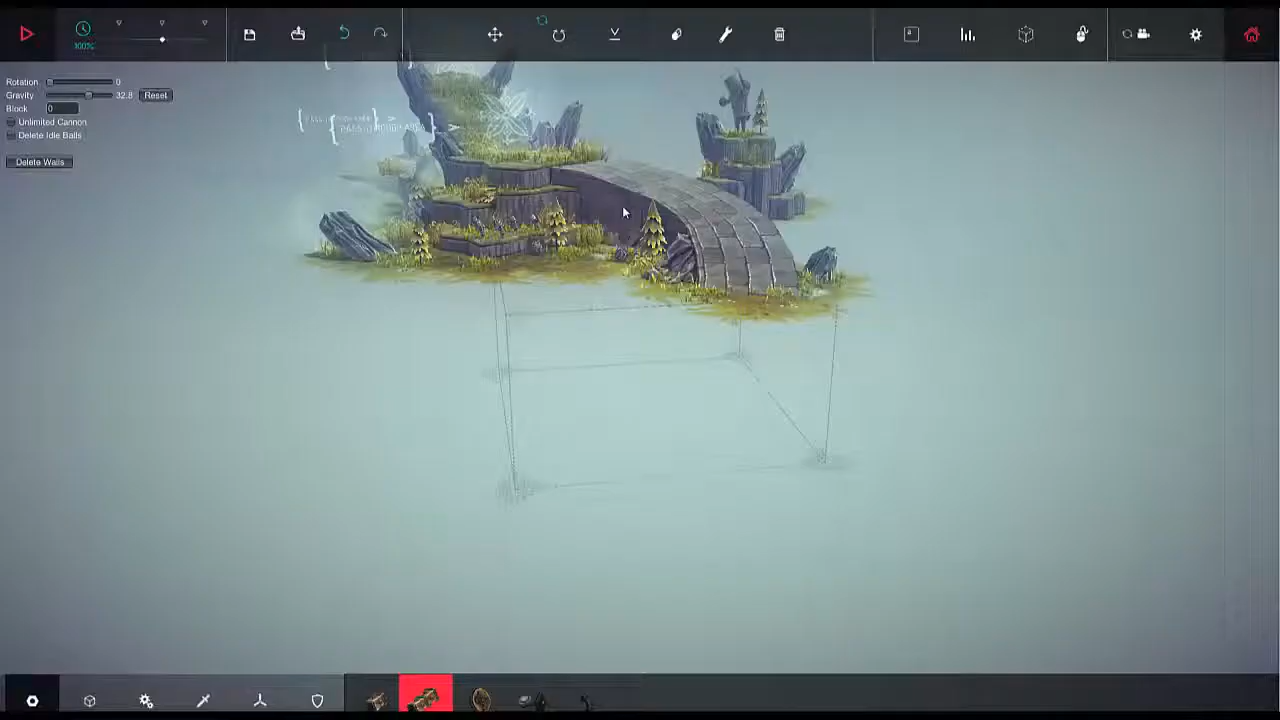 100%
Rotation 0
Gravity 32.8 Reset
Block 0
Unlimited Cannon
Delete Idle Balls
Delete Walls